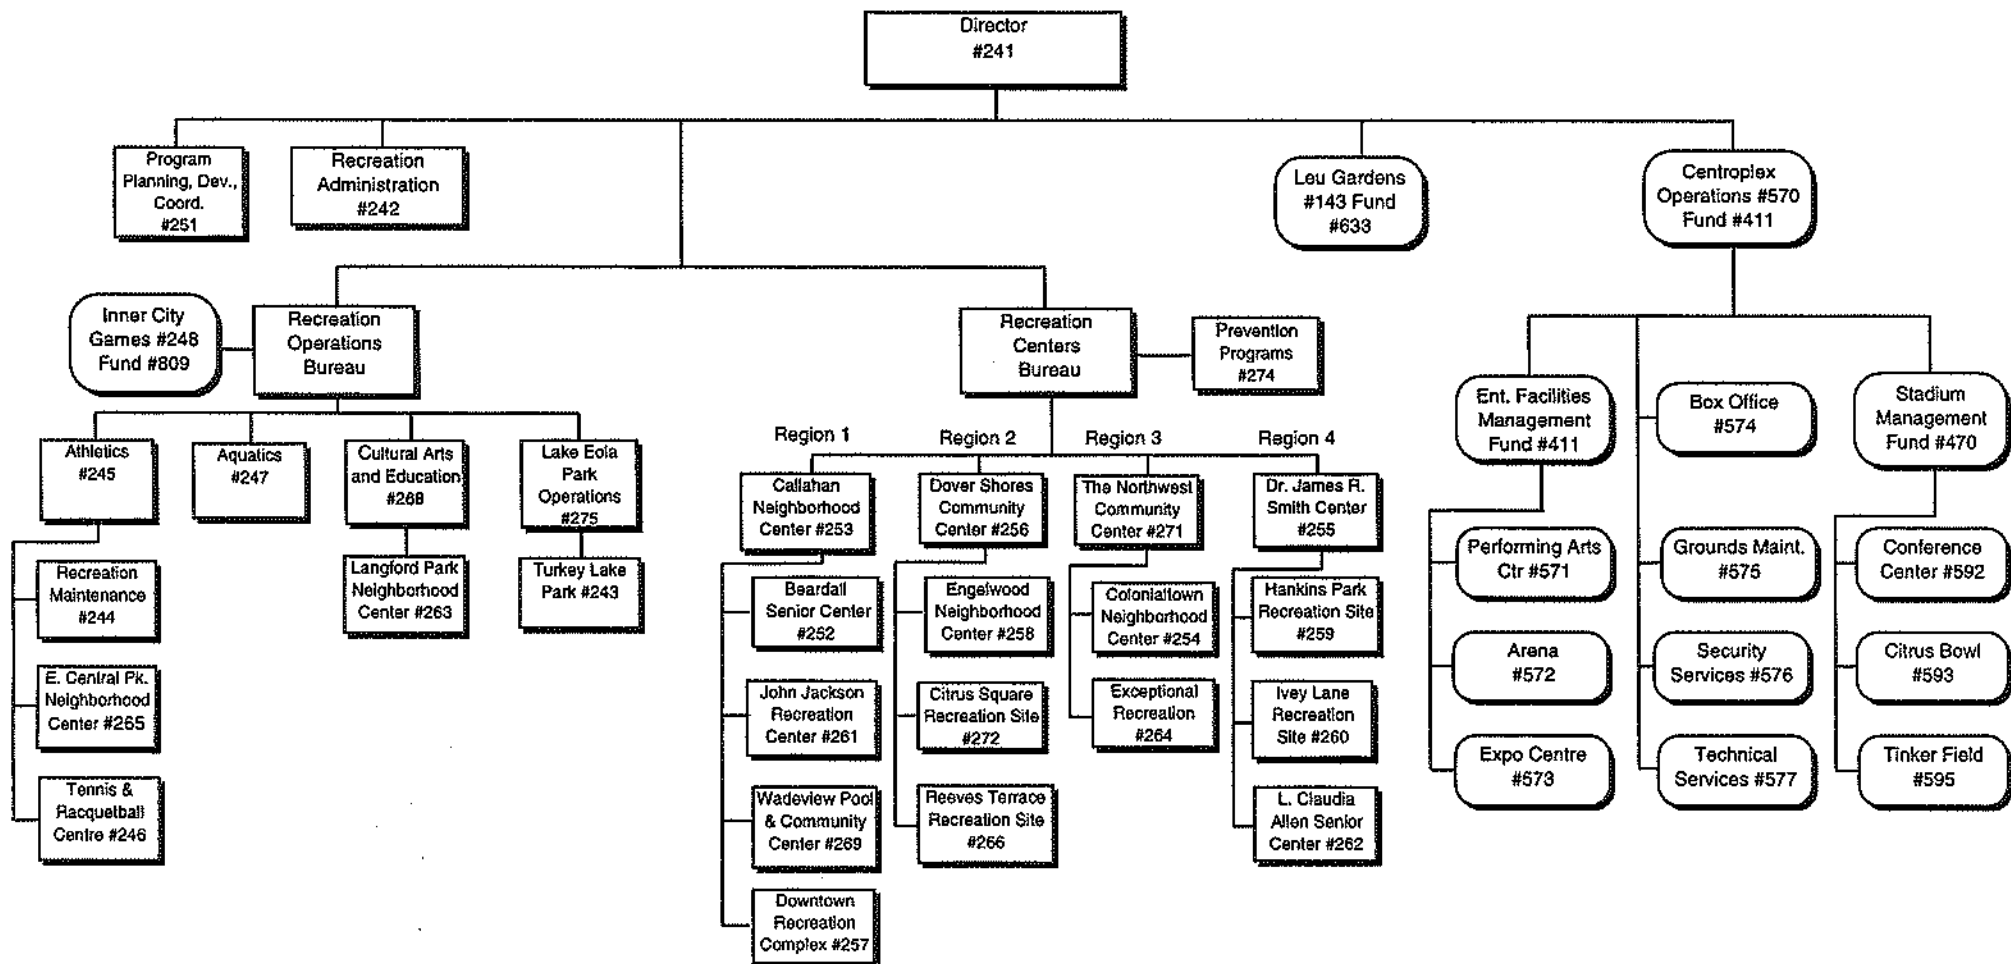 Director
#241
Program
Planning, Dev.,
Coord.
#251
Recreation
Administration
#242
Leu Gardens
#143 Fund
#633
Centroplex
Operations #570
Fund #411
Inner City
Games #248
Fund #809
Recreation
Operations
Bureau
Recreation
Centers
Bureau
Prevention
Programs
#274
Ent. Facilities
Management
Fund #411
Box Office
#574
Stadium
Management
Fund #470
Athletics
#245
Aquatics
#247
Cultural Arts
and Education
#268
Lake Eola
Park
Operations
#275
Region 1
Region 2
Region 3
Region 4
Callahan
Neighborhood
Center #253
Dover Shores
Community
Center #256
The Northwest
Community
Center #271
Dr. James R.
Smith Center
#255
Recreation
Maintenance
#244
Langford Park
Neighborhood
Center #263
Turkey Lake
Park #243
Beardall
Senior Center
#252
Engelwood
Neighborhood
Center #258
Colonialtown
Neighborhood
Center #254
Hankins Park
Recreation Site
#259
Performing Arts
Ctr #571
Grounds Maint.
#575
Conference
Center #592
E. Central Pk.
Neighborhood
Center #265
John Jackson
Recreation
Center #261
Citrus Square
Recreation Site
#272
Exceptional
Recreation
#264
Ivey Lane
Recreation
Site #260
Arena
#572
Security
Services #576
Citrus Bowl
#593
Tennis &
Racquetball
Centre #246
Wadeview Pool
& Community
Center #269
Reeves Terrace
Recreation Site
#266
L. Claudia
Allen Senior
Center #262
Expo Centre
#573
Technical
Services #577
Tinker Field
#595
Downtown
Recreation
Complex #257